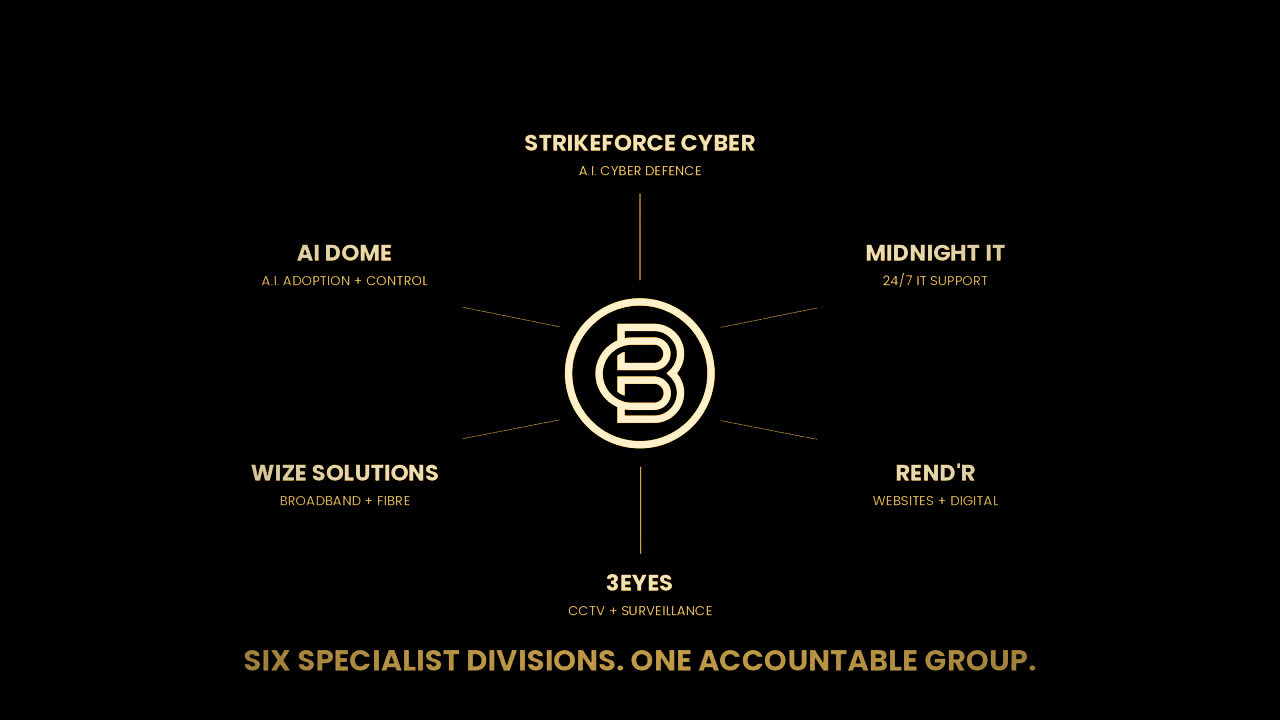 STRIKEFORCE CYBER
A.I. CYBER DEFENCE
AI DOME
A.I. ADOPTION + CONTROL
MIDNIGHT IT
24/7 IT SUPPORT
WIZE SOLUTIONS
BROADBAND + FIBRE
REND'R
WEBSITES + DIGITAL
3EYES
CCTV + SURVEILLANCE
SIX SPECIALIST DIVISIONS. ONE ACCOUNTABLE GROUP.